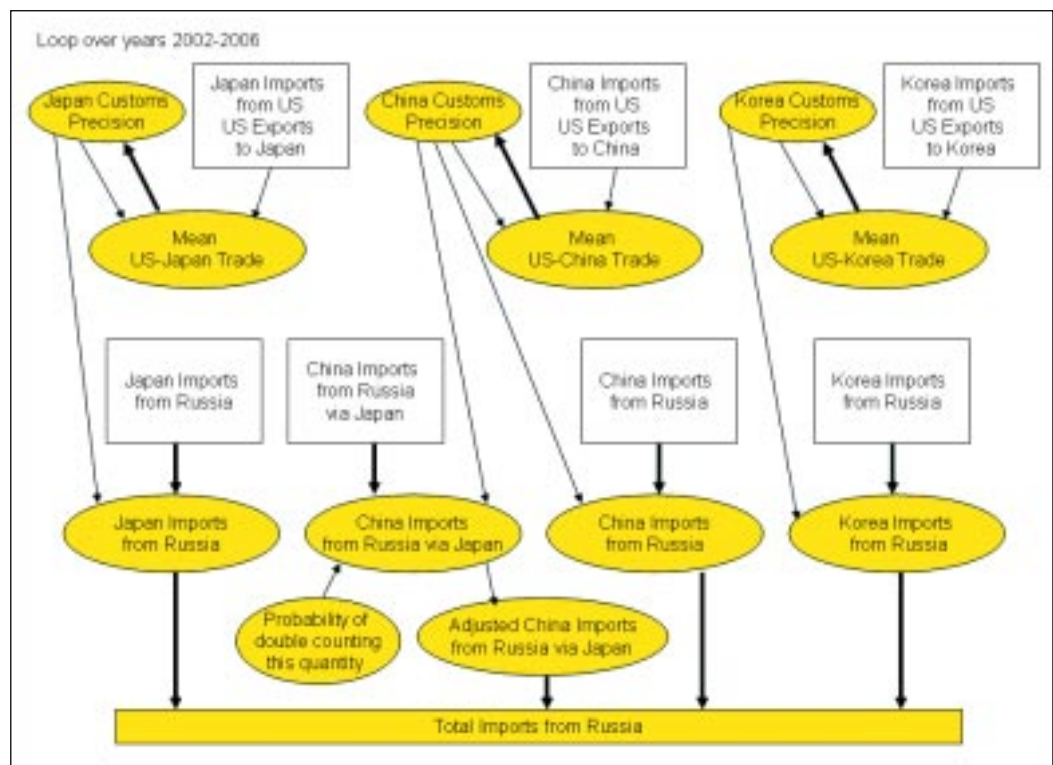 Loop over years 2002-2006
Japan Customs
Precision
Japan Imports
from US
US Exports
to Japan
China Customs
Precision
China Imports
from US
US Exports
to China
Korea Customs
Precision
Korea Imports
from US
US Exports
to Korea
Mean
US-Japan Trade
Mean
US-China Trade
Mean
US-Korea Trade
Japan Imports
from Russia
China Imports
from Russia
via Japan
China Imports
from Russia
Korea Imports
from Russia
Japan Imports
from Russia
China Imports
from Russia via Japan
China Imports
from Russia
Korea Imports
from Russia
Probability of
double counting
this quantity
Adjusted China Imports
from Russia via Japan
Total Imports from Russia